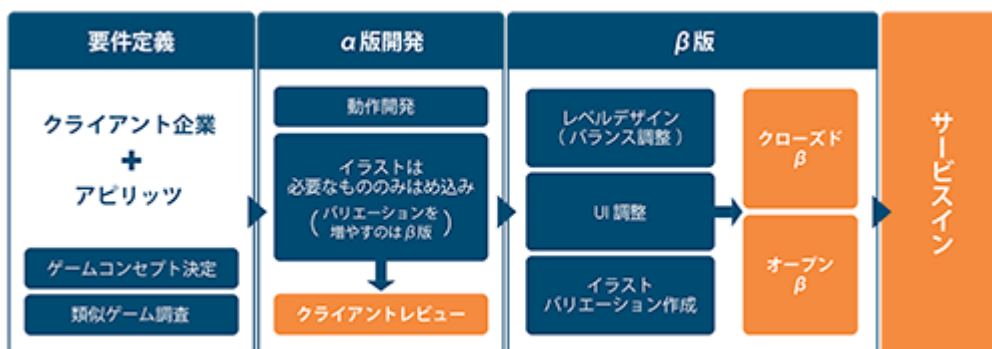 要件定義
クライアント企業
+
アピリッツ
ゲームコンセプト決定
類似ゲーム調査
α版開発
動作開発
イラストは
必要なもののみはめ込み
(バリエーションを
増やすのはβ版)
クライアントレビュー
β版
レベルデザイン
(バランス調整)
UI調整
イラスト
バリエーション作成
クローズド
β
オープン
β
サービスイン